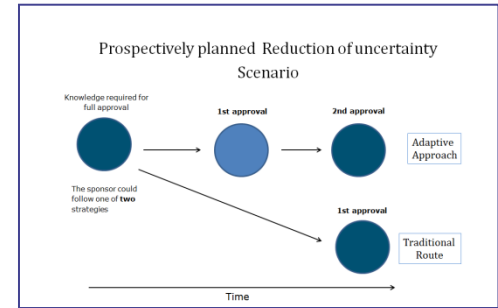 Prospectively planned Reduction of uncertainty
Scenario
Knowledge required for
full approval
1st approval
2nd approval
Adaptive
Approach
The sponsor could
follow one of two
strategies
1st approval
Traditional
Route
Time